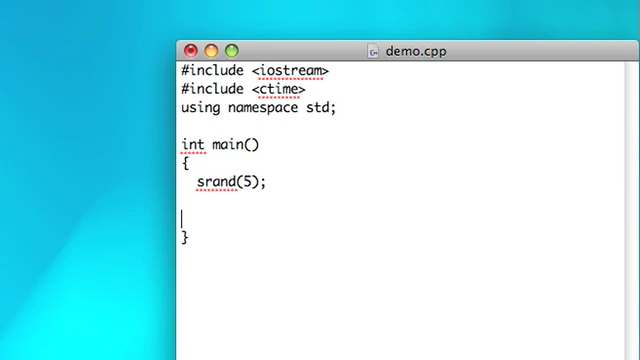 demo.cpp
#include <iostream>
#include <ctime>
using namespace std;
int main()
{
srand(5);
}